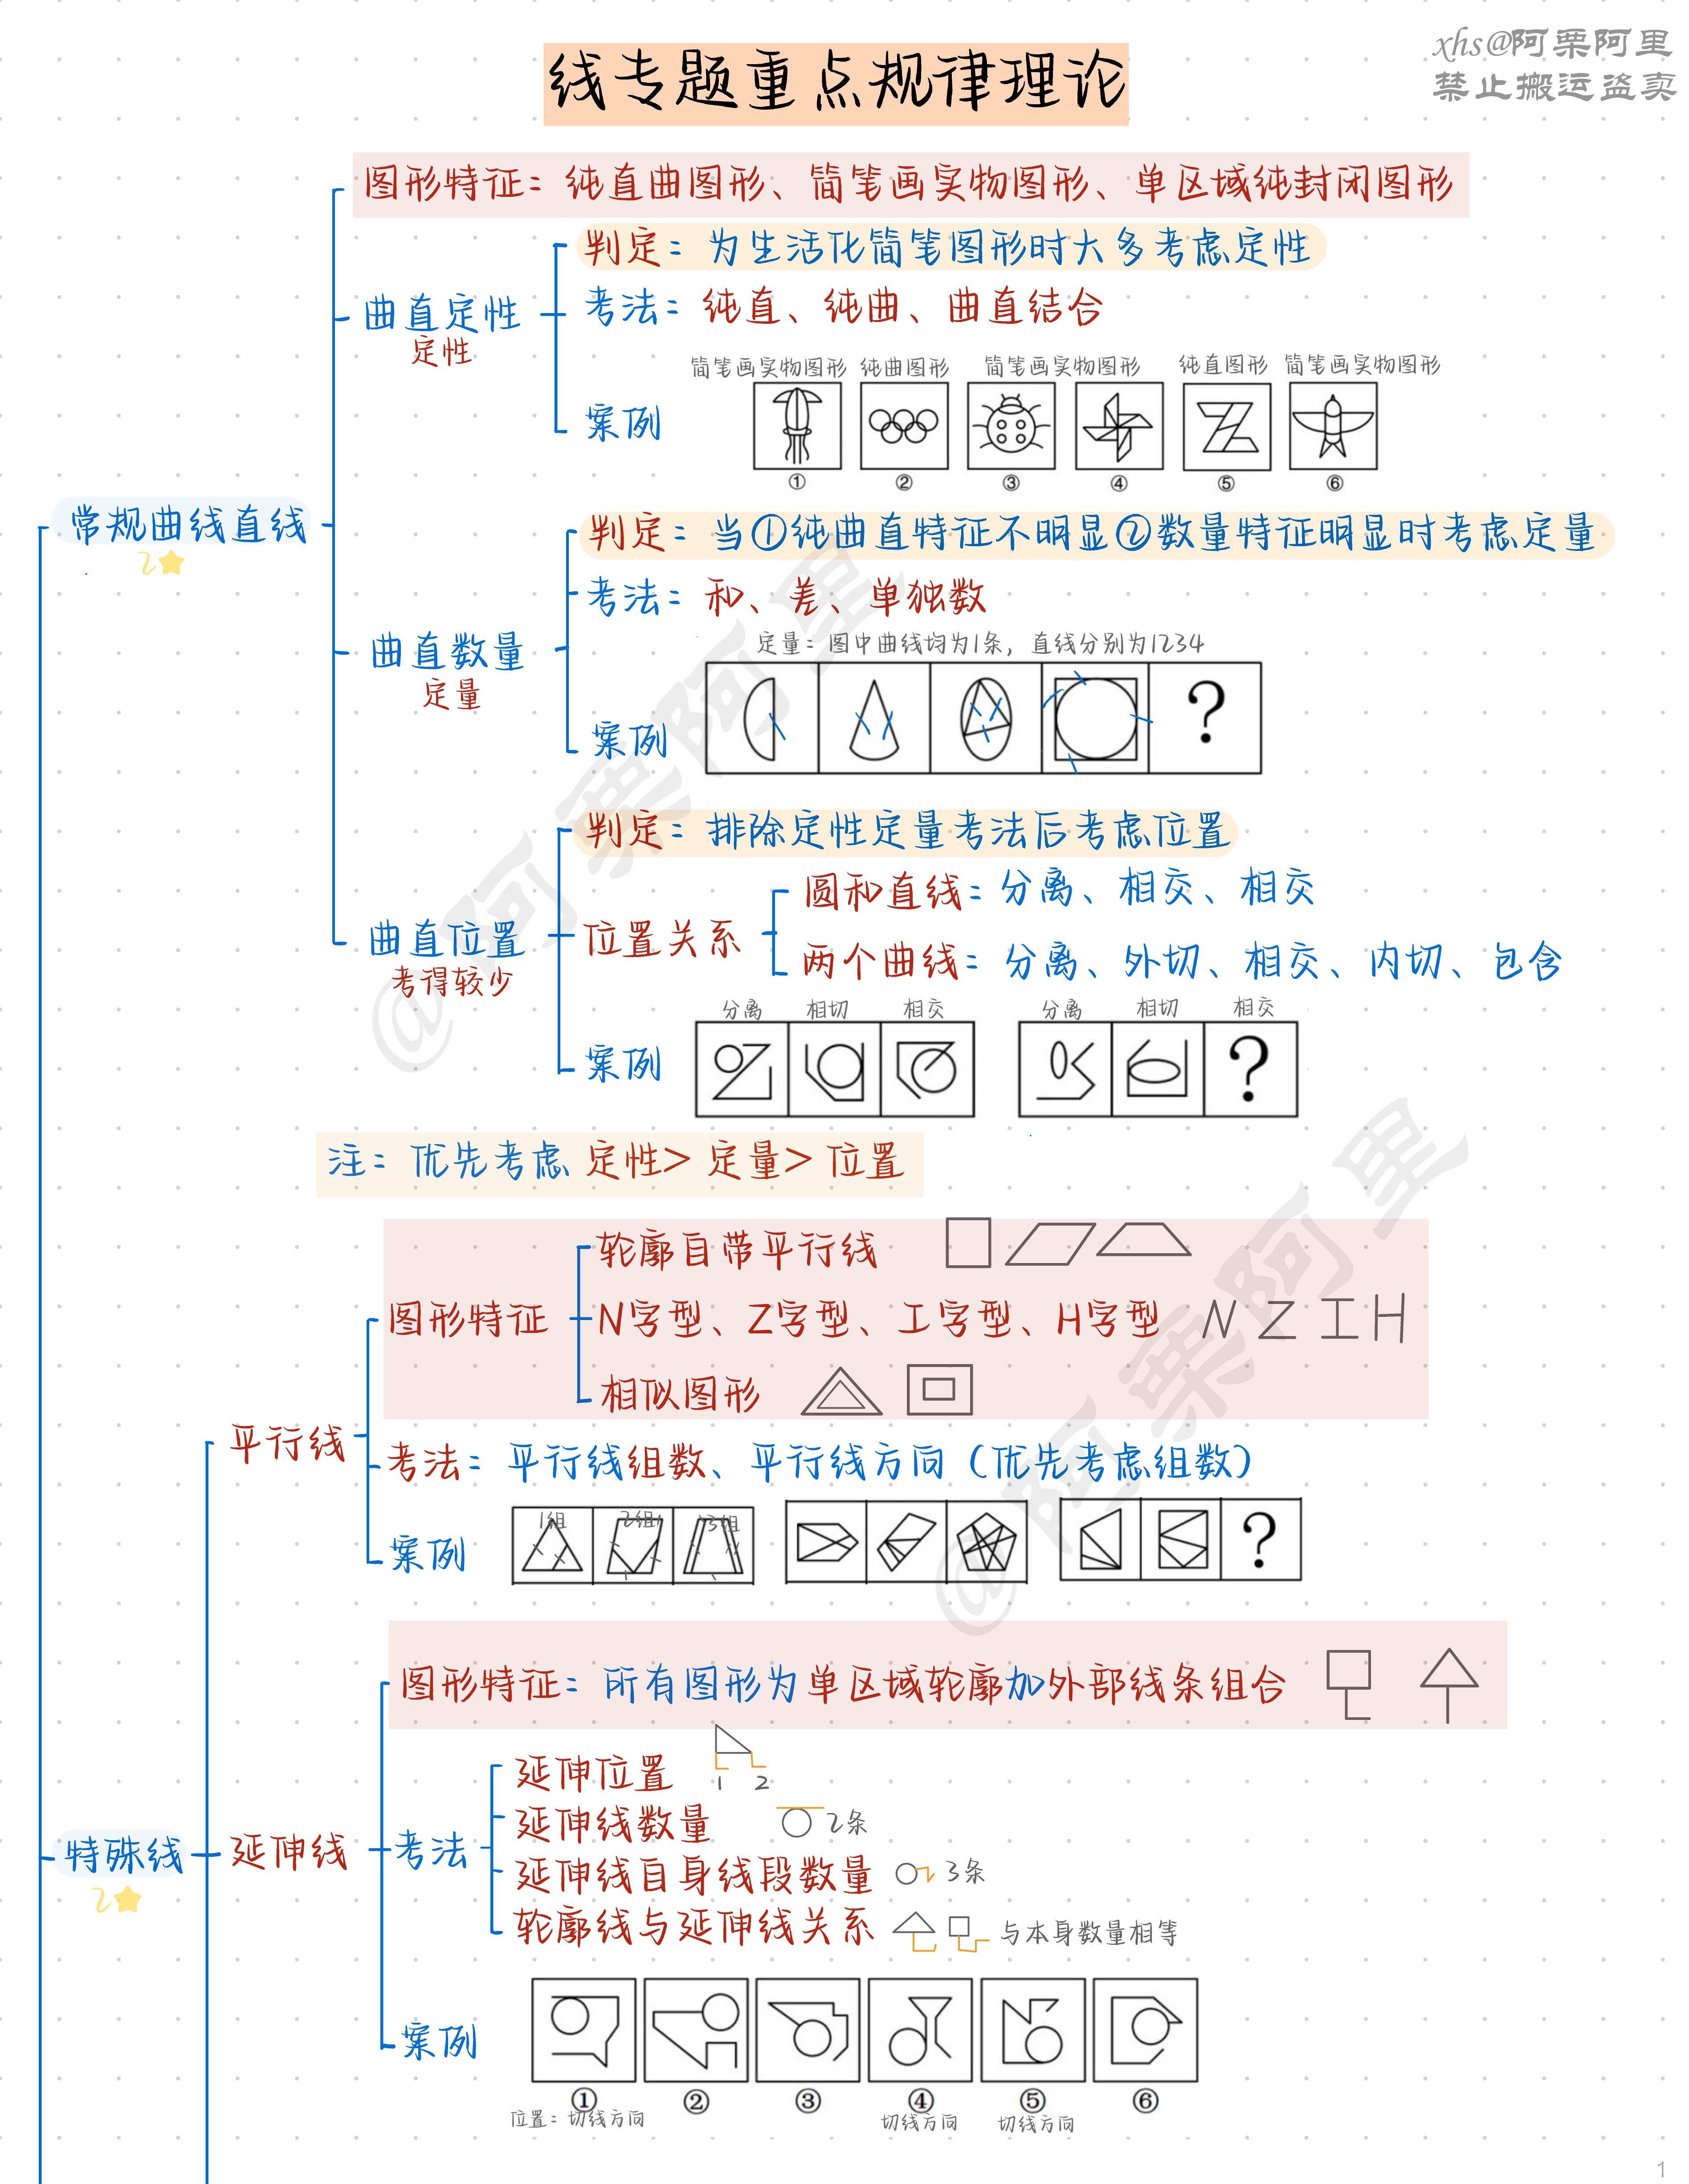 xhs@阿栗阿里
禁止搬运盗卖
线专题重点规律理论
图形特征：纯直曲图形、简笔画实物图形、单区域纯封闭图形
判定：为生活化简笔图形时大多考虑定性
曲直定性
定性
考法：纯直、纯曲、曲直结合
简笔画实物图形 纯曲图形 简笔画实物图形 纯直图形 简笔画实物图形
案例
① ② ③ ④ ⑤ ⑥
常规曲线直线
2
判定：当①纯曲直特征不明显②数量特征明显时考虑定量
考法：和、差、单独数
曲直数量
定量
定量：图中曲线均为1条，直线分别为1234
案例
?
判定：排除定性定量考法后考虑位置
圆和直线：分离、相交、相交
曲直位置
考得较少
位置关系
两个曲线：分离、外切、相交、内切、包含
分离 相切 相交 分离 相切 相交
案例
?
注：优先考虑 定性>定量>位置
轮廓自带平行线
图形特征
N字型、Z字型、工字型、H字型 N Z 工 H
相似图形
平行线
考法：平行线组数、平行线方向（优先考虑组数）
1组 2组 3组
案例
?
图形特征：所有图形为单区域轮廓加外部线条组合
延伸位置
1 2
延伸线数量 2条
特殊线
2
延伸线
考法
延伸线自身线段数量 3条
轮廓线与延伸线关系 与本身数量相等
案例
① ② ③ ④ ⑤ ⑥
位置：切线方向 切线方向 切线方向
@阿栗阿里
@阿栗阿里
1